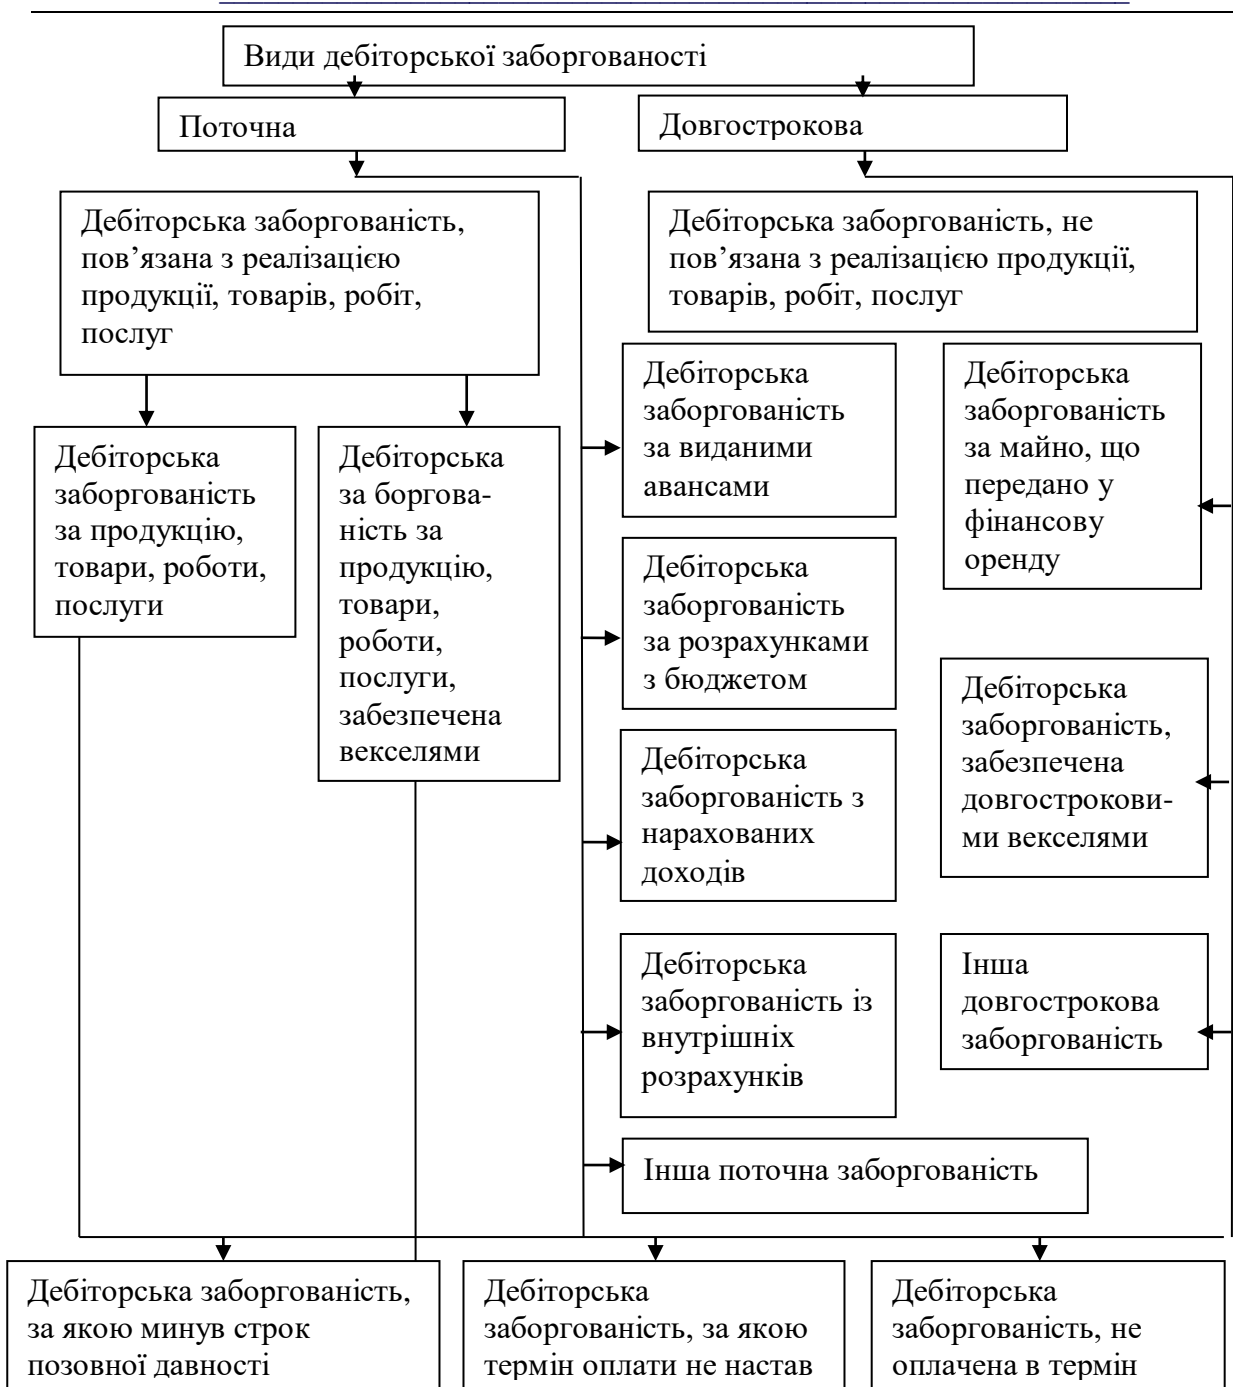 Види дебіторської заборгованості
Поточна
Довгострокова
Дебіторська заборгованість,
пов’язана з реалізацією
продукції, товарів, робіт,
послуг
Дебіторська заборгованість, не
пов’язана з реалізацією продукції,
товарів, робіт, послуг
Дебіторська
заборгованість
за продукцію,
товари, роботи,
послуги
Дебіторська
за боргова-
ність за
продукцію,
товари,
роботи,
послуги,
забезпечена
векселями
Дебіторська
заборгованість
за виданими
авансами
Дебіторська
заборгованість
за розрахунками
з бюджетом
Дебіторська
заборгованість з
нарахованих
доходів
Дебіторська
заборгованість із
внутрішніх
розрахунків
Інша поточна заборгованість
Дебіторська
заборгованість
за майно, що
передано у
фінансову
оренду
Дебіторська
заборгованість,
забезпечена
довгострокови-
ми векселями
Інша
довгострокова
заборгованість
Дебіторська заборгованість,
за якою минув строк
позовної давності
Дебіторська
заборгованість, за якою
термін оплати не настав
Дебіторська
заборгованість, не
оплачена в термін